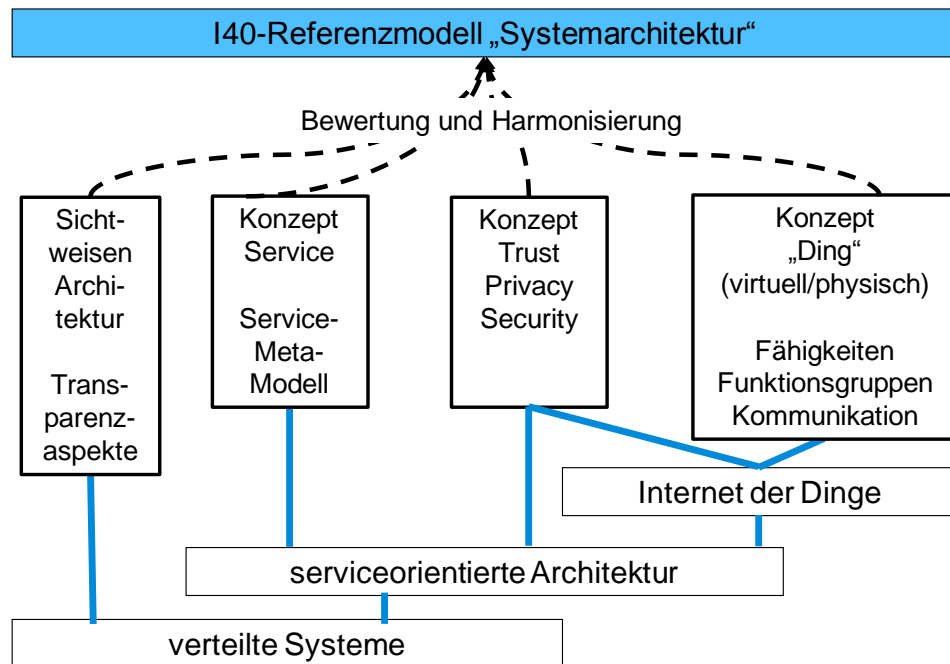 I40-Referenzmodell „Systemarchitektur“
Bewertung und Harmonisierung
Sicht-
weisen
Archi-
tektur
Trans-
parenz-
aspekte
Konzept
Service
Service-
Meta-
Modell
Konzept
Trust
Privacy
Security
Konzept
„Ding“
(virtuell/physisch)
Fähigkeiten
Funktionsgruppen
Kommunikation
Internet der Dinge
serviceorientierte Architektur
verteilte Systeme